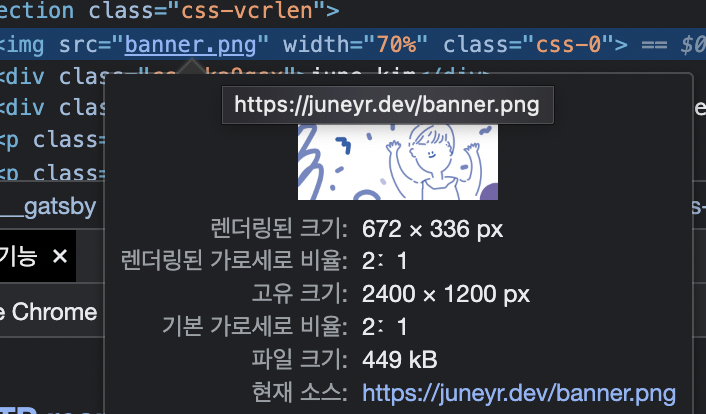 ection class="css-vcrlen">
<img src="banner.png" width="70%" class="css-0"> == $0
<div class= june kim</div>
https://juneyr.dev/banner.png
<div clas
<p class=
<p class=
__gatsby
렌더링된 크기: 672 × 336 px
기능 ×
렌더링된 가로세로 비율: 2: 1
고유 크기: 2400 × 1200 px
e Chrome
기본 가로세로 비율: 2: 1
파일 크기: 449 kB
현재 소스: https://juneyr.dev/banner.png